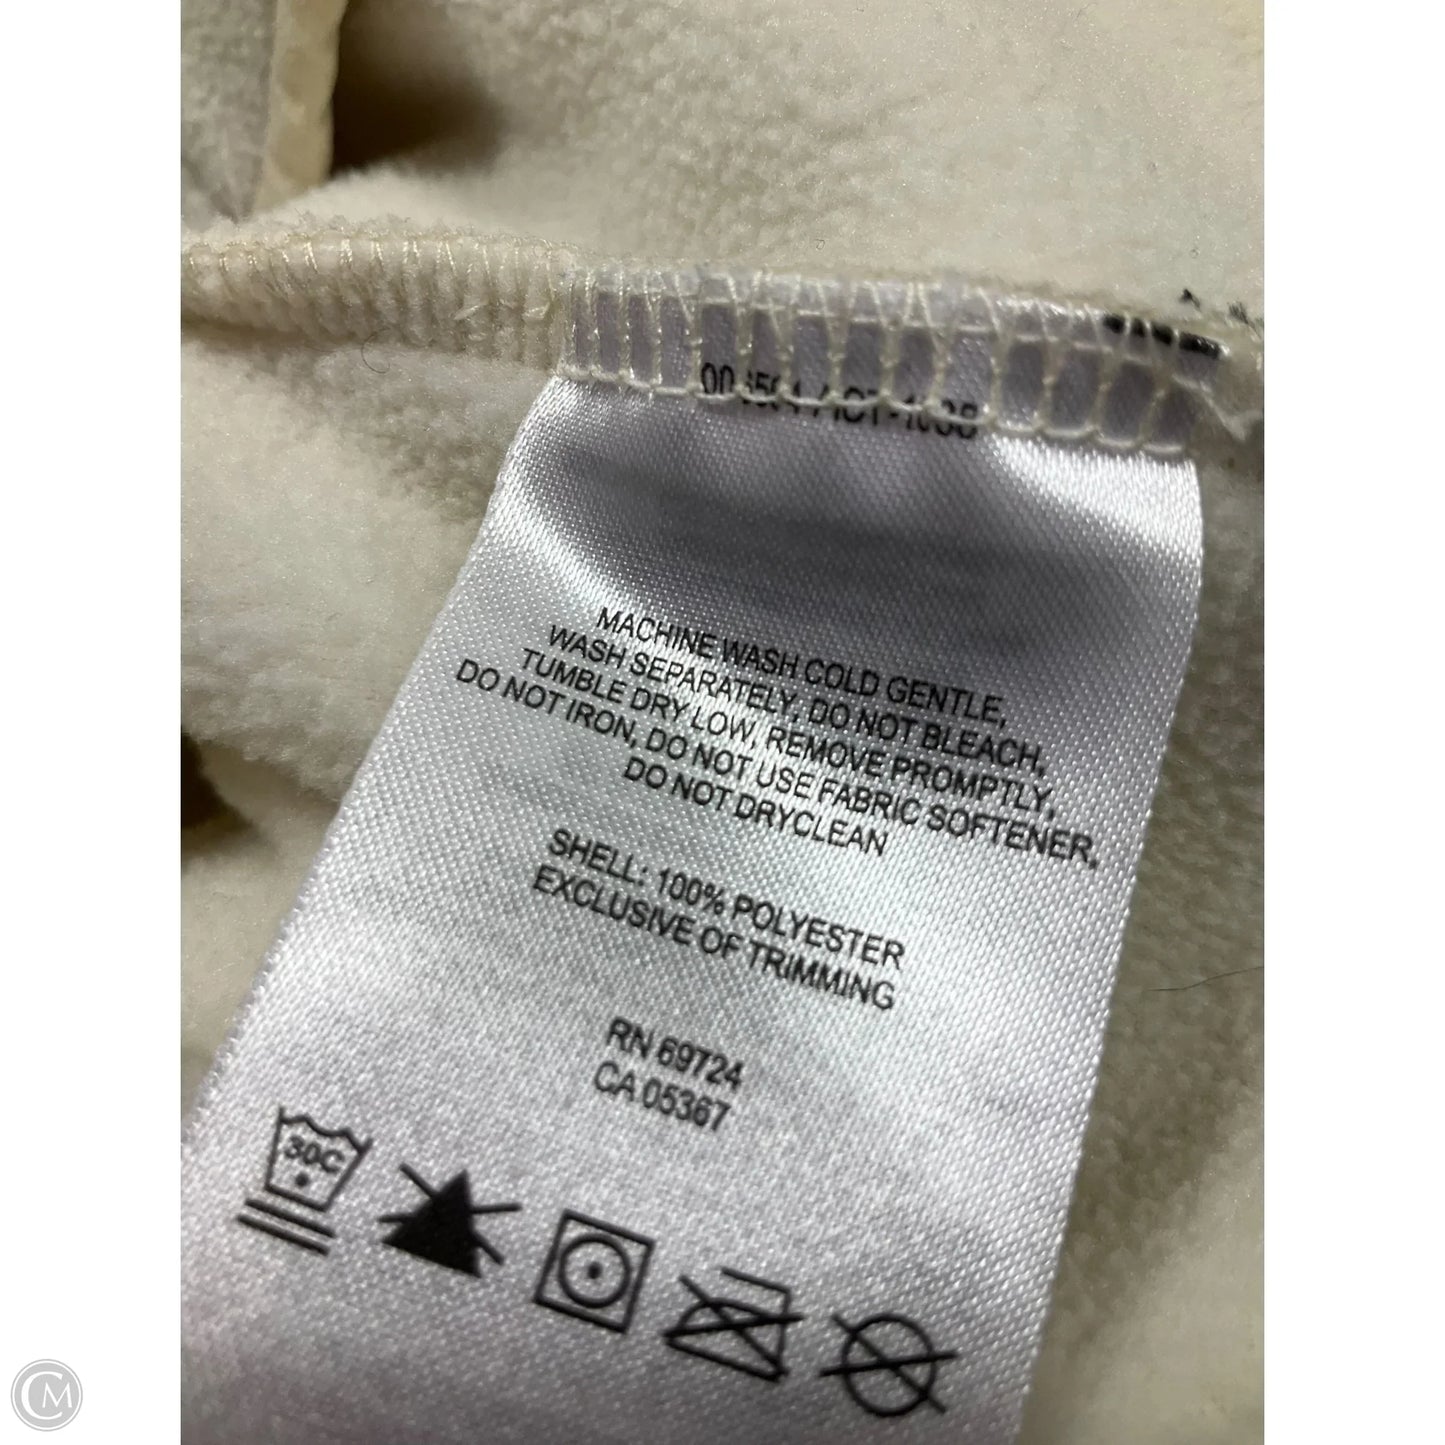 MACHINE WASH COLD GENTLE,
WASH SEPARATELY, DO NOT BLEACH,
TUMBLE DRY LOW, REMOVE PROMPTLY,
DO NOT IRON, DO NOT USE FABRIC SOFTENER,
DO NOT DRYCLEAN
SHELL: 100% POLYESTER
EXCLUSIVE OF TRIMMING
RN 69724
CA 05367
30C
CM